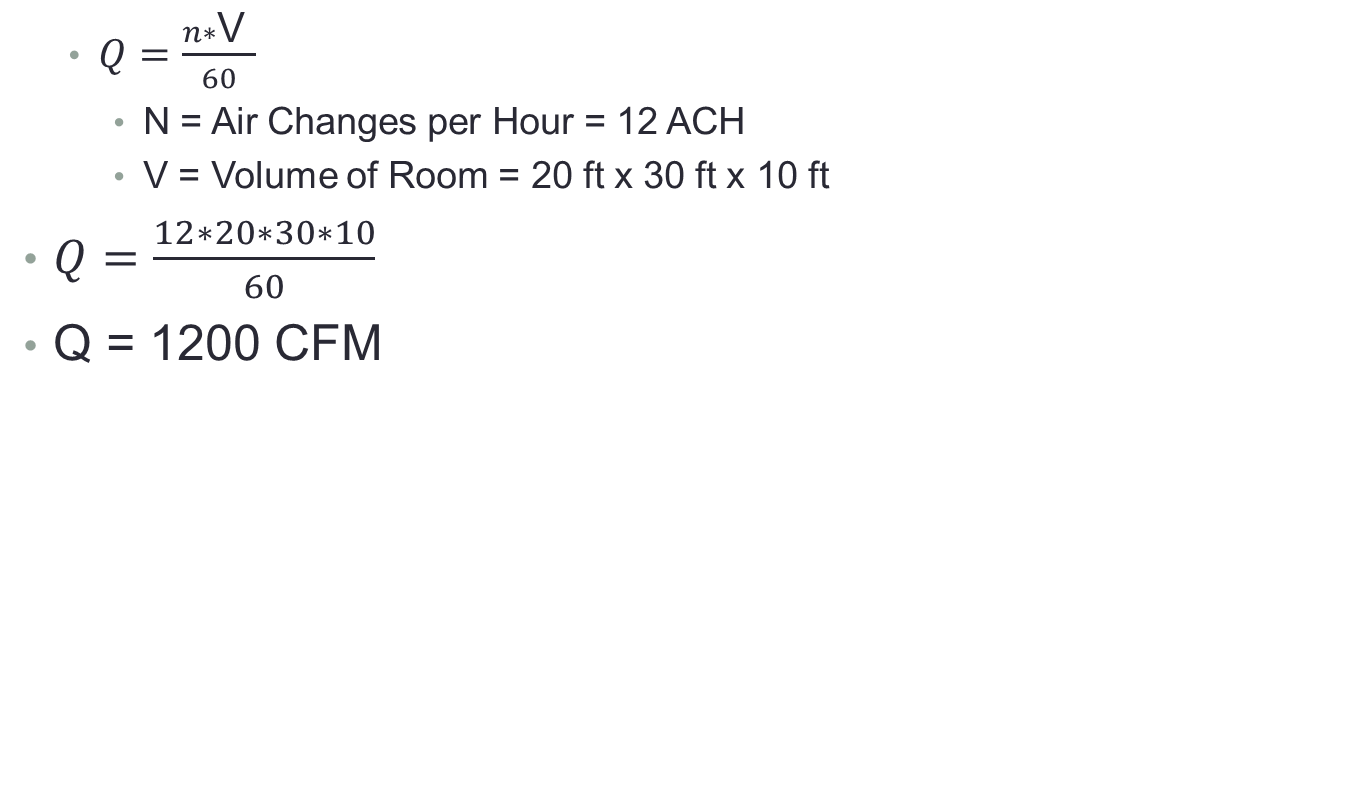 • Q = n*V / 60
• N = Air Changes per Hour = 12 ACH
• V = Volume of Room = 20 ft x 30 ft x 10 ft
• Q = 12*20*30*10 / 60
• Q = 1200 CFM